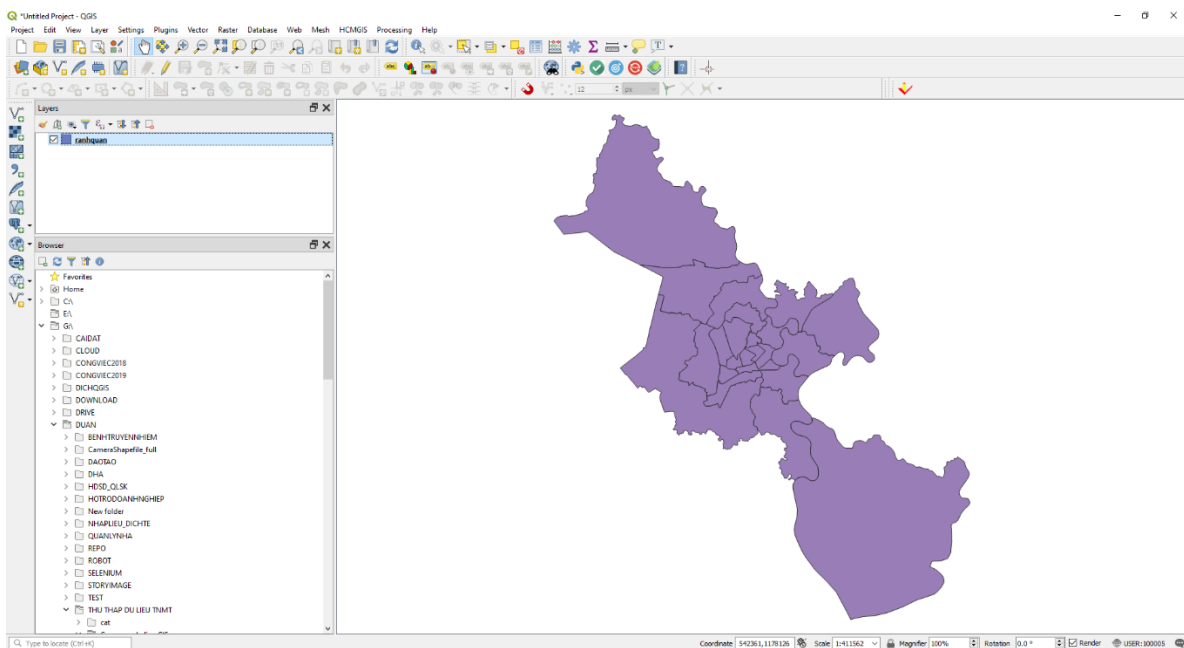 *Untitled Project - QGIS
Project Edit View Layer Settings Plugins Vector Raster Database Web Mesh HCMGIS Processing Help
12 px
Layers
ranhquan
Browser
Favorites
Home
C:\
E:\
G:\
CAIDAT
CLOUD
CONGVIEC2018
CONGVIEC2019
DICHQGIS
DOWNLOAD
DRIVE
DUAN
BENHTRUYENNHIEM
CameraShapefile_full
DAOTAO
DHA
HDSD_QLSK
HOTRODOANHNGHIEP
New folder
NHAPLIEU_DICHTE
QUANLYNHA
REPO
ROBOT
SELENIUM
STORYIMAGE
TEST
THU THAP DU LIEU TNMT
cat
Type to locate (Ctrl+K) Coordinate 542361,1178126 Scale 1:411562 Magnifier 100% Rotation 0.0 ° Render USER:100005